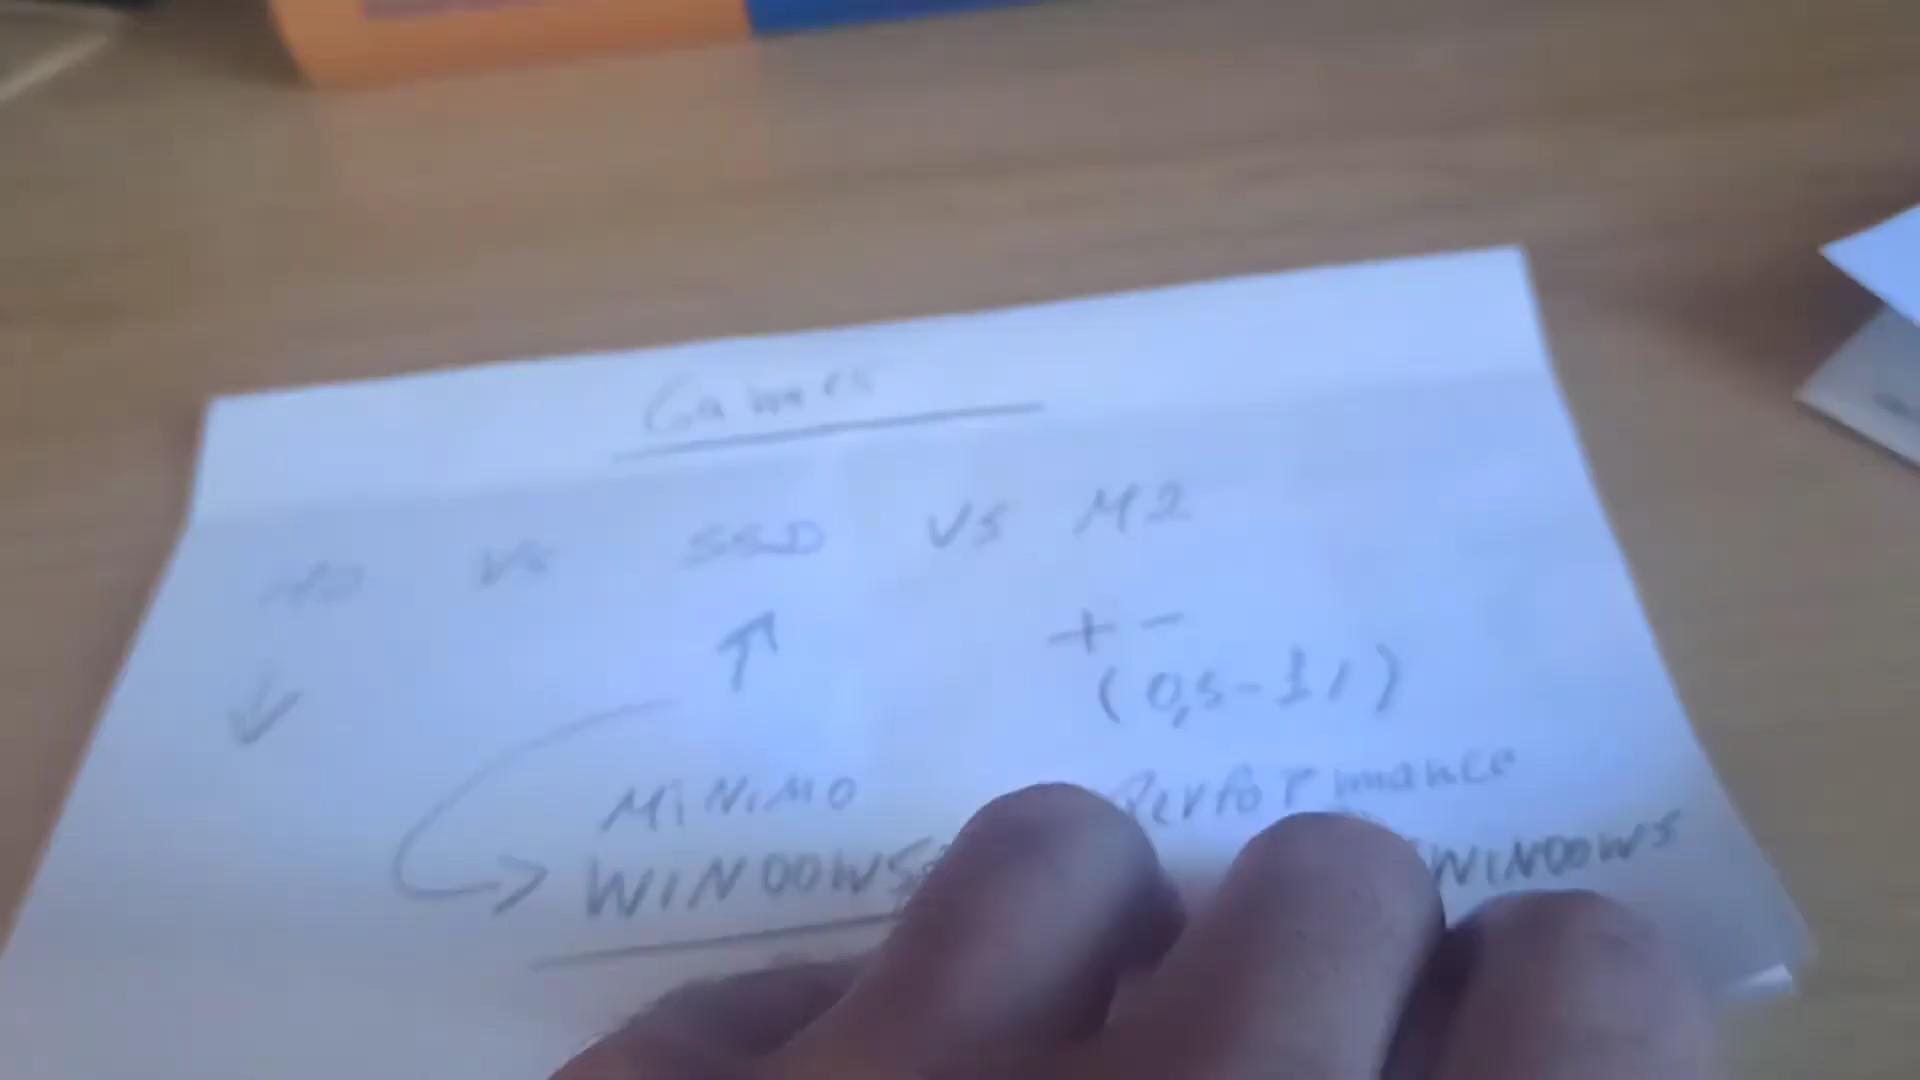 Games
HD vs SSD VS M2
+ -
(0,5-1/)
MiNiMO Performance
WINDOWS WINDOWS